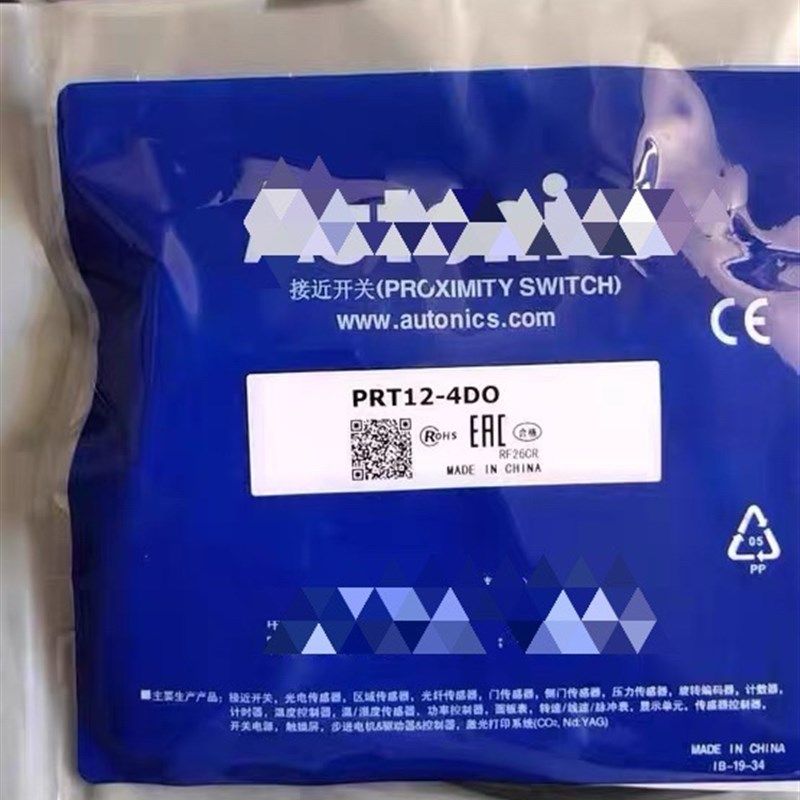 接近开关(PROXIMITY SWITCH)
www.autonics.com
CE
PRT12-4DO
RoHS EAC 合格
RF26CR
MADE IN CHINA
05
PP
■主要生产产品: 接近开关, 光电传感器, 区域传感器, 光纤传感器, 门传感器, 侧门传感器, 压力传感器, 旋转编码器, 计数器,
计时器, 温度控制器, 温/湿度传感器, 功率控制器, 面板表, 转速/线速/脉冲表, 显示单元, 传感器控制器,
开关电源, 触摸屏, 步进电机&驱动器&控制器, 激光打印系统(CO₂, Nd:YAG)
MADE IN CHINA
IB-19-34